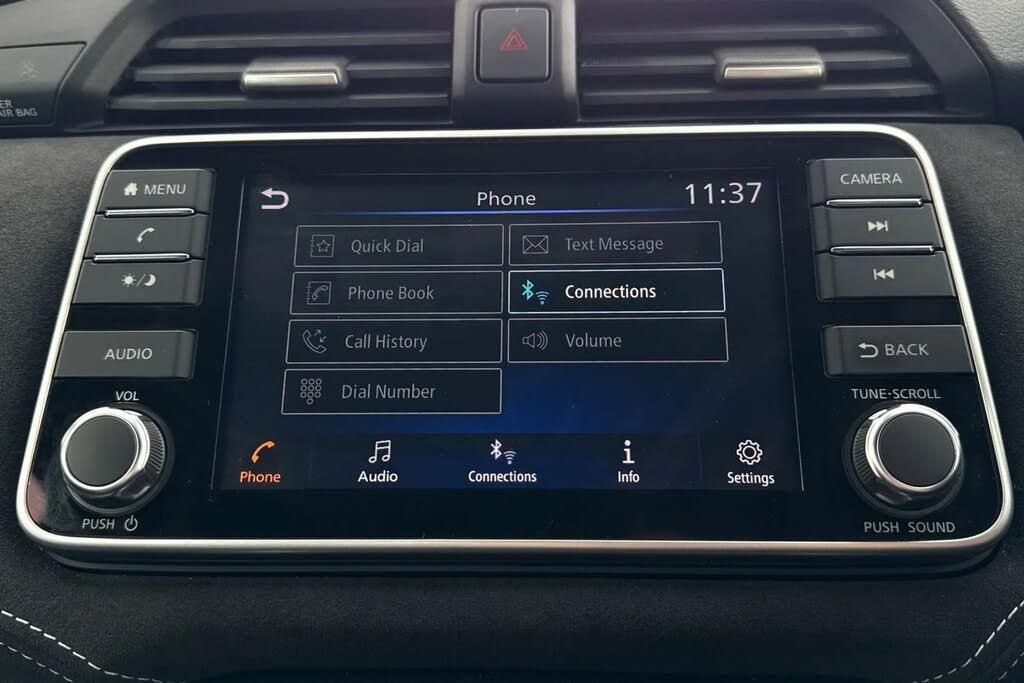 ER
AIR BAG
MENU
AUDIO
VOL
PUSH
Phone
11:37
Quick Dial
Text Message
Phone Book
Connections
Call History
Volume
Dial Number
Phone
Audio
Connections
Info
Settings
CAMERA
BACK
TUNE·SCROLL
PUSH SOUND